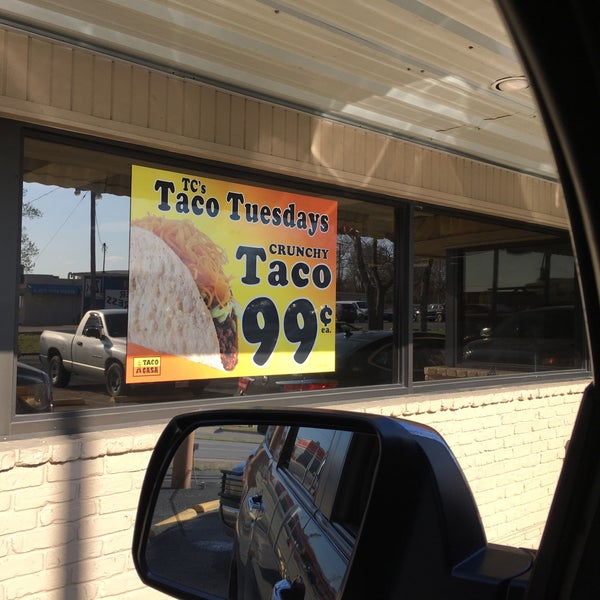 TC's
Taco Tuesdays
CRUNCHY
Taco
99¢
ea.
TACO
CASA